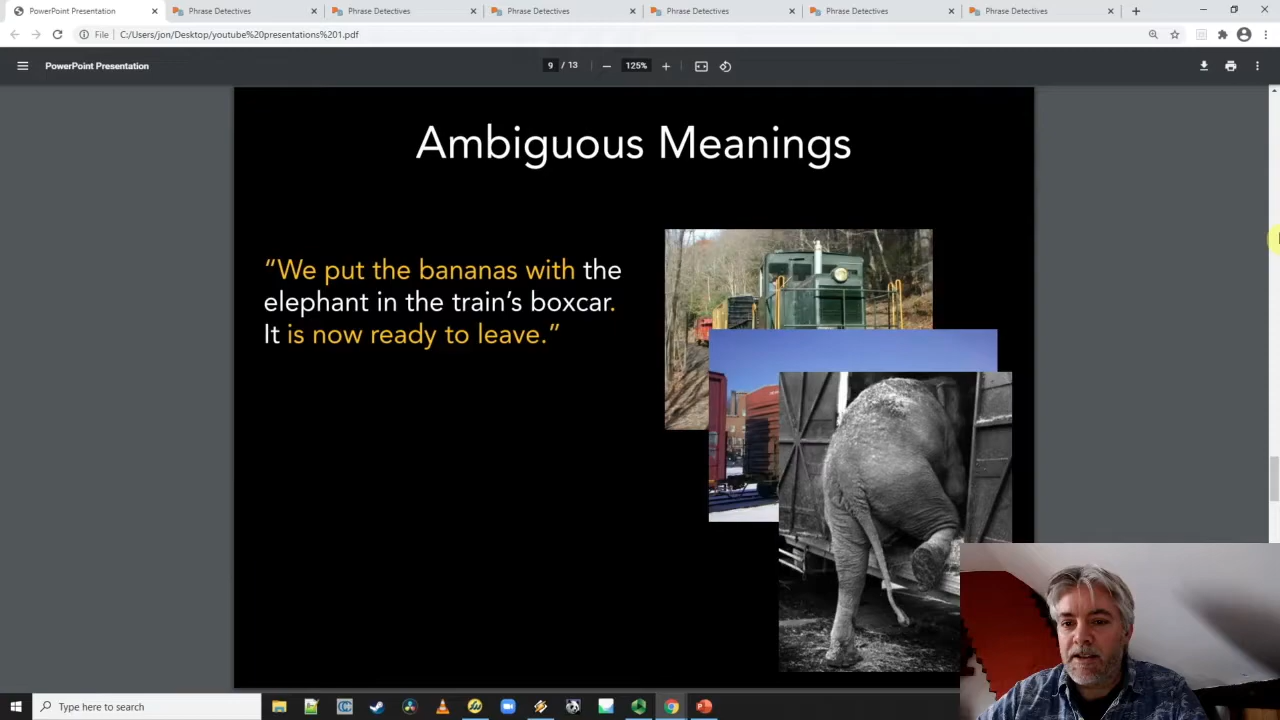 PowerPoint Presentation
Phrase Detectives
Phrase Detectives
Phrase Detectives
Phrase Detectives
Phrase Detectives
Phrase Detectives
File
C:/Users/jon/Desktop/youtube%20presentations%201.pdf
PowerPoint Presentation
9 / 13
125%
Ambiguous Meanings
“We put the bananas with the
elephant in the train’s boxcar.
It is now ready to leave.”
Type here to search